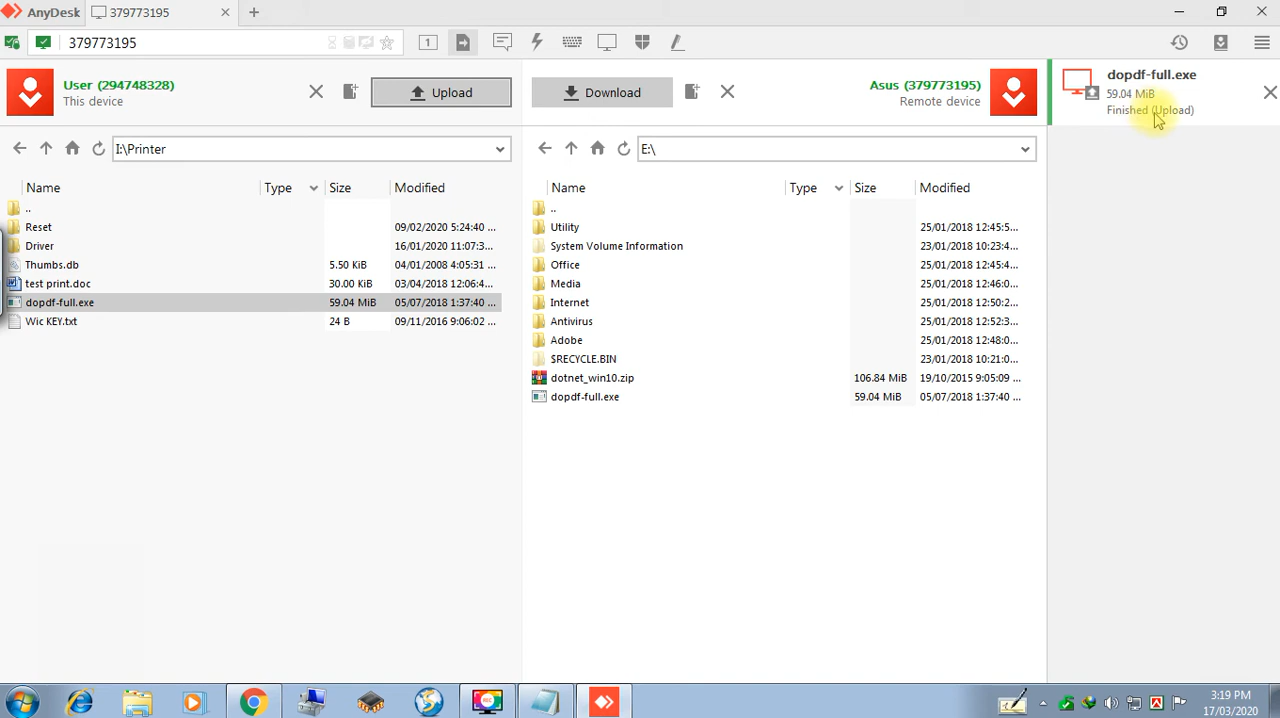 AnyDesk
379773195
379773195
1
User (294748328)
This device
Upload
Download
Asus (379773195)
Remote device
dopdf-full.exe
59.04 MiB
Finished (Upload)
I:\Printer
E:\
Name Type Size Modified
..
Reset 09/02/2020 5:24:40 ...
Driver 16/01/2020 11:07:3...
Thumbs.db 5.50 KiB 04/01/2008 4:05:31 ...
test print.doc 30.00 KiB 03/04/2018 12:06:4...
dopdf-full.exe 59.04 MiB 05/07/2018 1:37:40 ...
Wic KEY.txt 24 B 09/11/2016 9:06:02 ...
Name Type Size Modified
..
Utility 25/01/2018 12:45:5...
System Volume Information 23/01/2018 10:23:4...
Office 25/01/2018 12:45:4...
Media 25/01/2018 12:46:0...
Internet 25/01/2018 12:50:2...
Antivirus 25/01/2018 12:52:3...
Adobe 25/01/2018 12:48:0...
$RECYCLE.BIN 23/01/2018 10:21:0...
dotnet_win10.zip 106.84 MiB 19/10/2015 9:05:09 ...
dopdf-full.exe 59.04 MiB 05/07/2018 1:37:40 ...
3:19 PM
17/03/2020